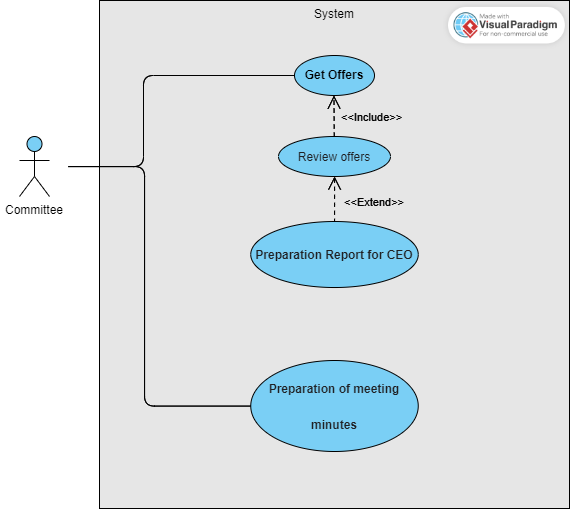 System
Made with
Visual Paradigm
For non-commercial use
Get Offers
<<Include>>
Review offers
Committee
<<Extend>>
Preparation Report for CEO
Preparation of meeting
minutes